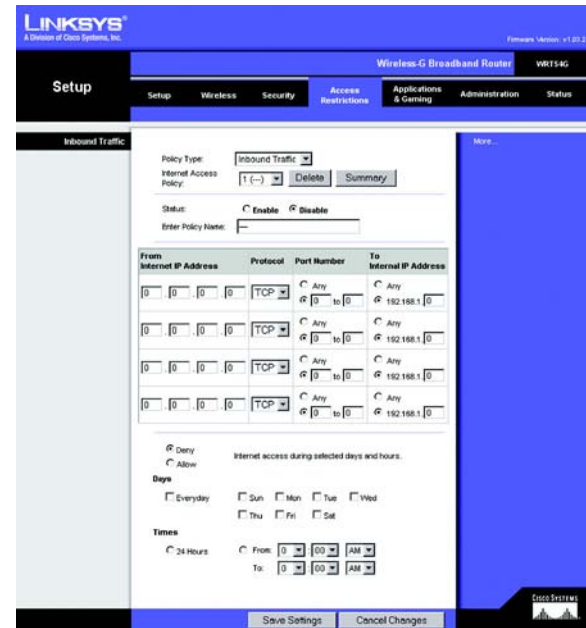 LINKSYS®
A Division of Cisco Systems, Inc.
Firmware Version: v1.03.2
Wireless-G Broadband Router WRT54G
Setup
Setup Wireless Security Access Restrictions Applications & Gaming Administration Status
Inbound Traffic
More...
Policy Type: Inbound Traffic
Internet Access Policy: 1 (---) Delete Summary
Status: Enable Disable
Enter Policy Name: ---
From Internet IP Address Protocol Port Number To Internal IP Address
0 . 0 . 0 . 0 TCP Any 0 to 0 Any 192.168.1. 0
0 . 0 . 0 . 0 TCP Any 0 to 0 Any 192.168.1. 0
0 . 0 . 0 . 0 TCP Any 0 to 0 Any 192.168.1. 0
0 . 0 . 0 . 0 TCP Any 0 to 0 Any 192.168.1. 0
Deny
Allow
Internet access during selected days and hours.
Days
Everyday Sun Mon Tue Wed
Thu Fri Sat
Times
24 Hours From: 0 : 00 AM
To: 0 : 00 AM
Save Settings Cancel Changes
CISCO SYSTEMS